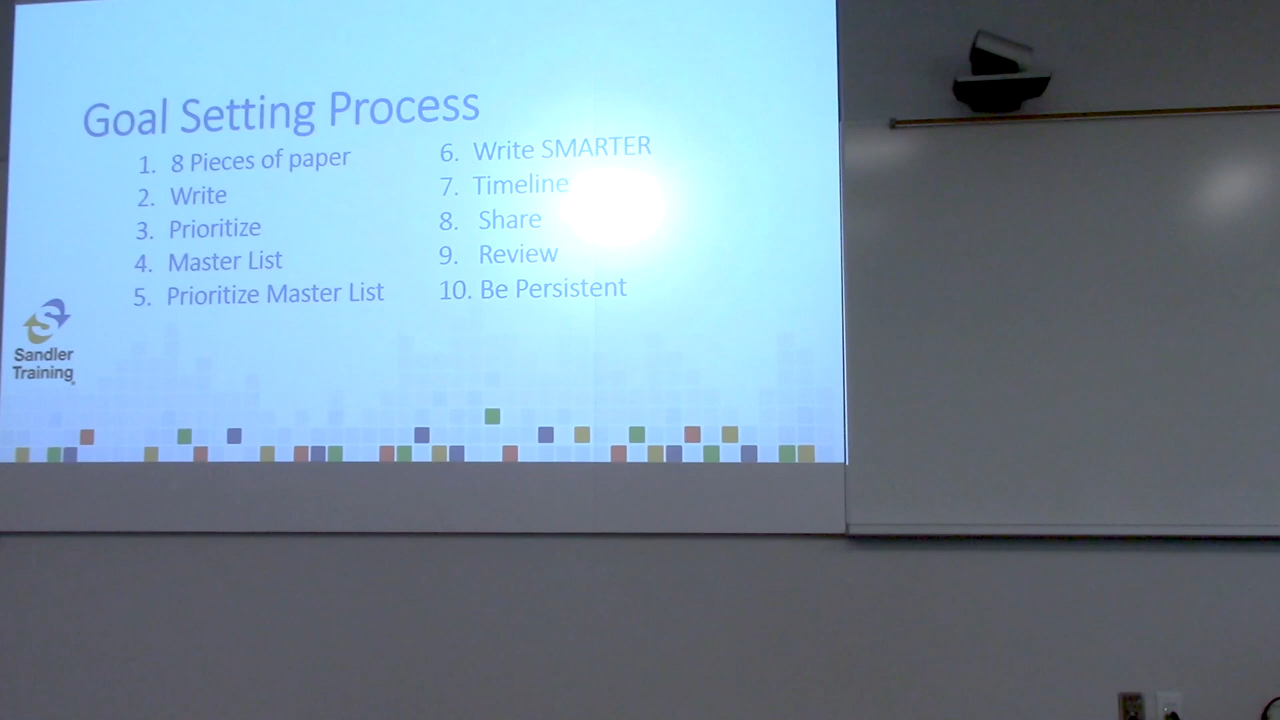 Goal Setting Process
1. 8 Pieces of paper
2. Write
3. Prioritize
4. Master List
5. Prioritize Master List
6. Write SMARTER
7. Timeline
8. Share
9. Review
10. Be Persistent
Sandler
Training